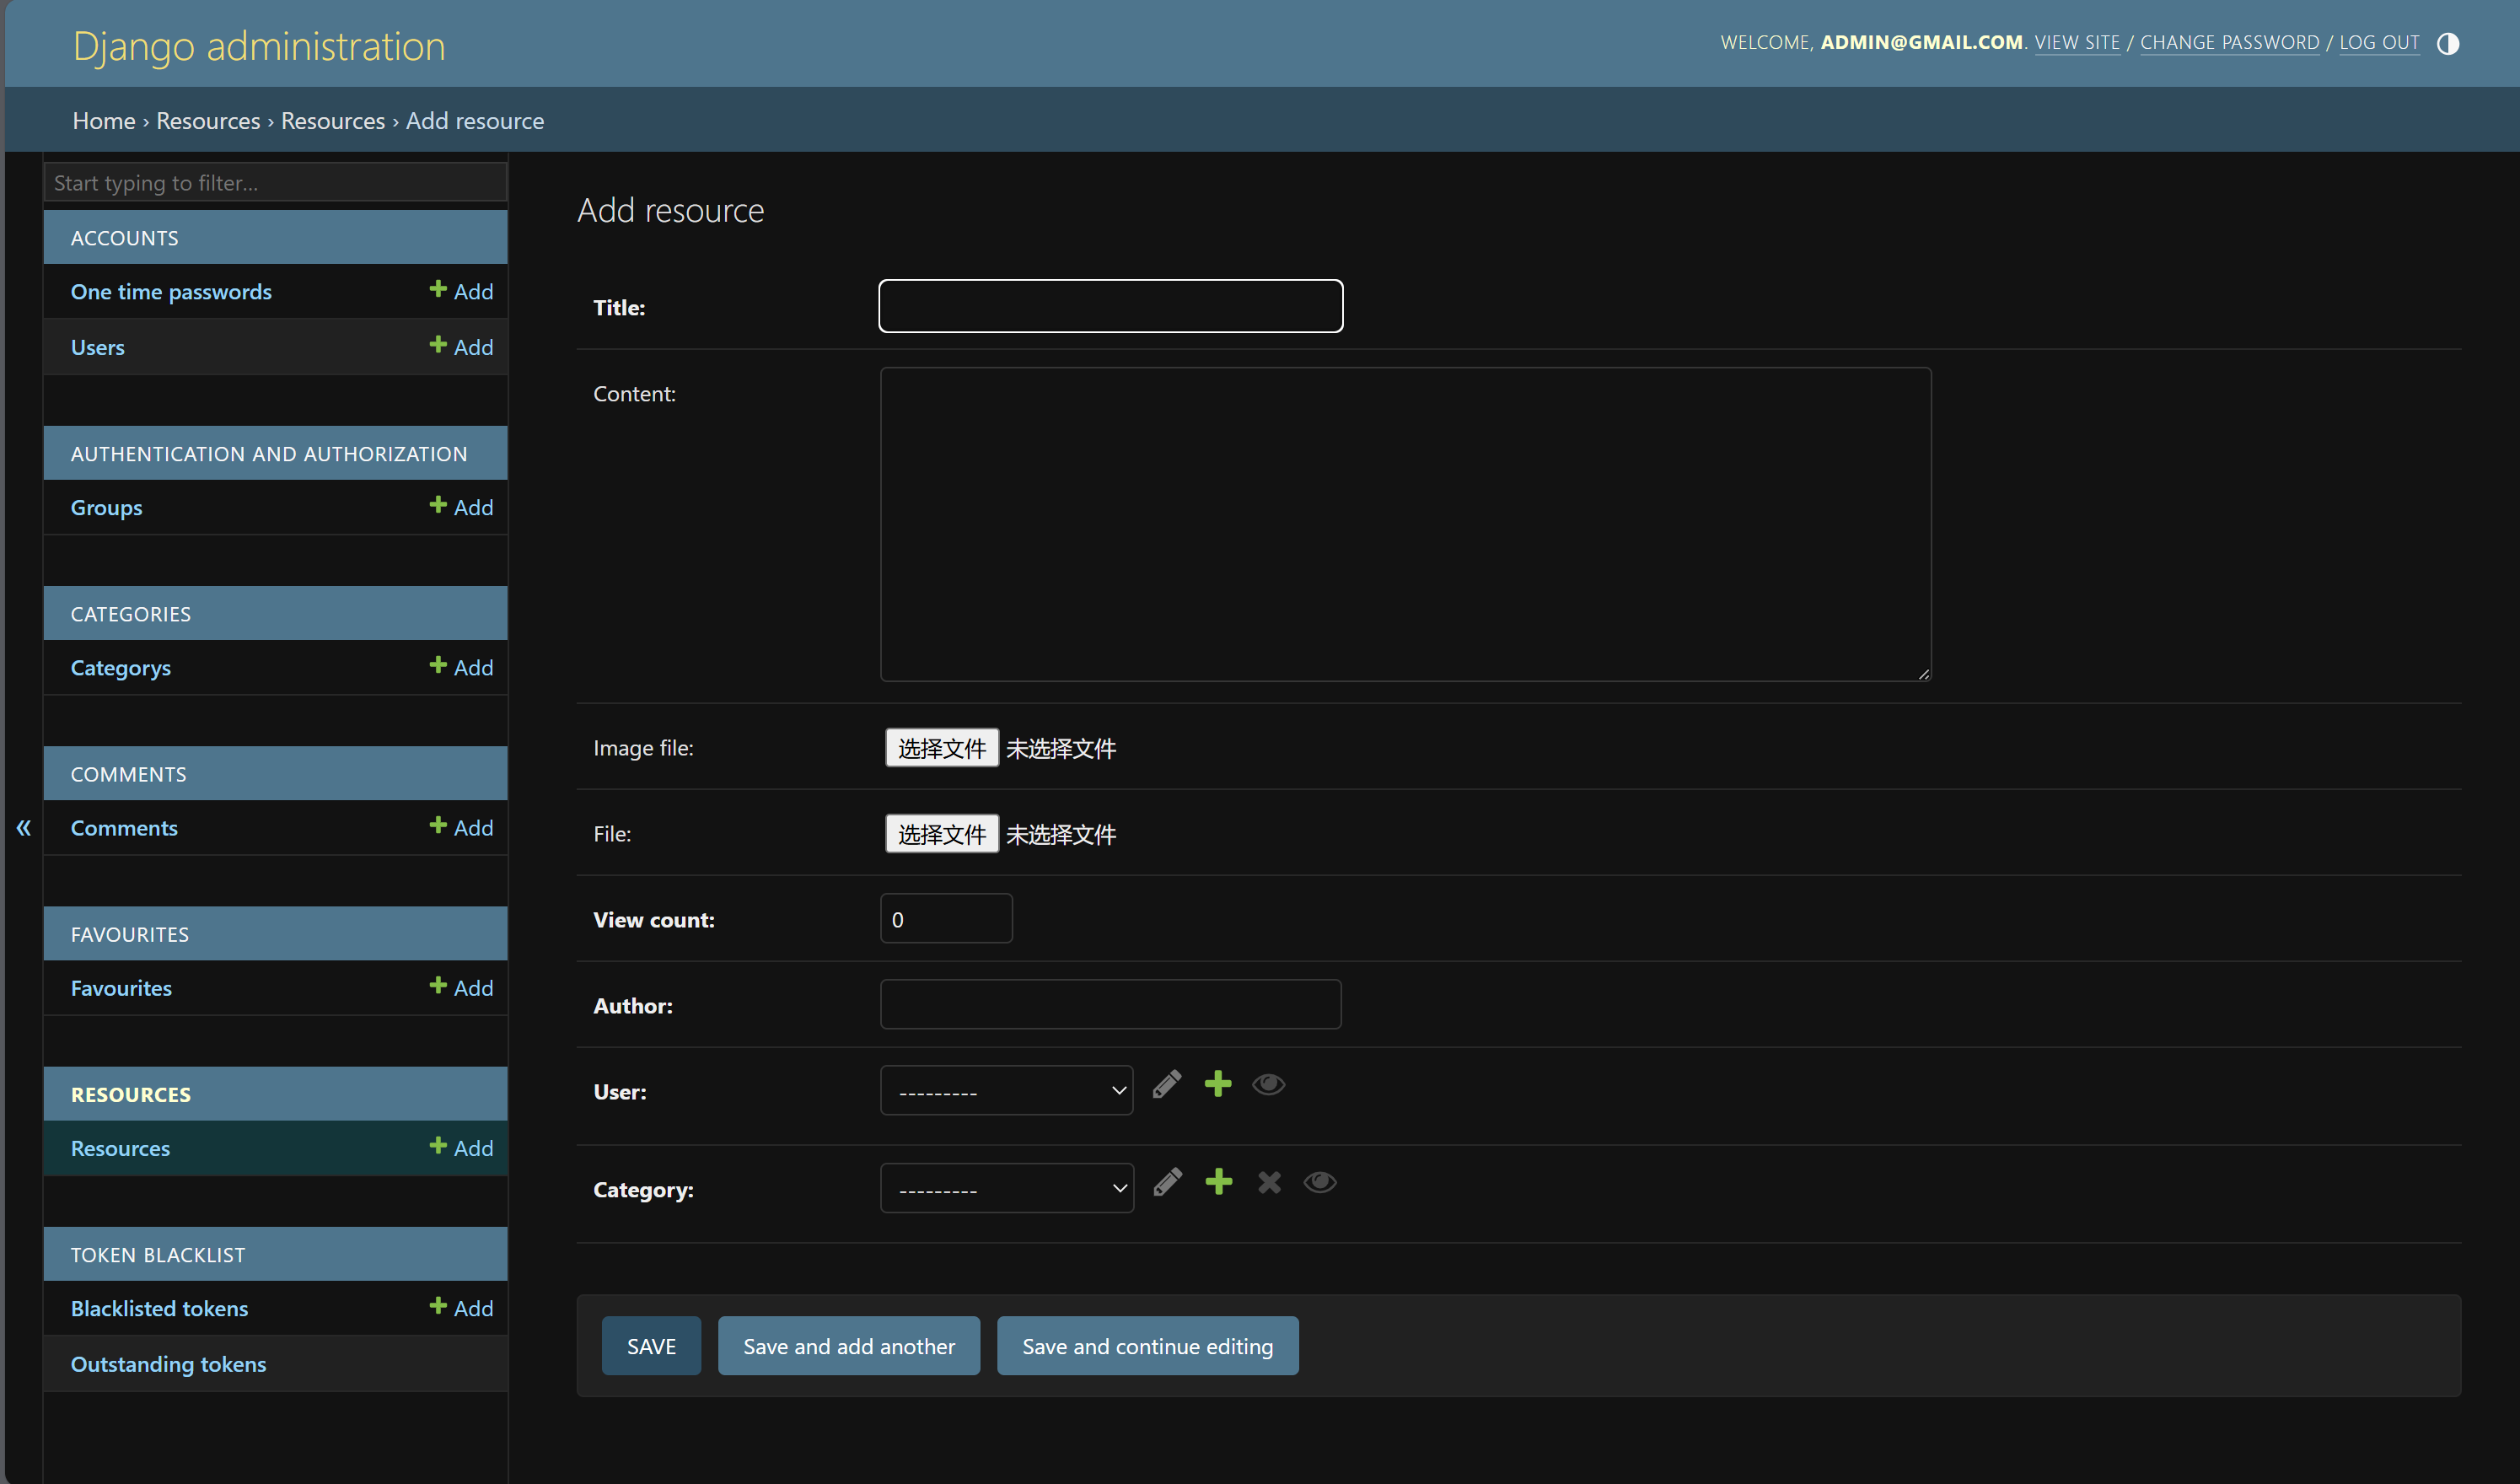 Django administration
WELCOME, ADMIN@GMAIL.COM. VIEW SITE / CHANGE PASSWORD / LOG OUT
Home › Resources › Resources › Add resource
Start typing to filter...
ACCOUNTS
One time passwords Add
Users Add
AUTHENTICATION AND AUTHORIZATION
Groups Add
CATEGORIES
Categorys Add
COMMENTS
Comments Add
FAVOURITES
Favourites Add
RESOURCES
Resources Add
TOKEN BLACKLIST
Blacklisted tokens Add
Outstanding tokens
«
Add resource
Title:
Content:
Image file: 选择文件 未选择文件
File: 选择文件 未选择文件
View count: 0
Author:
User: ---------
Category: ---------
SAVE Save and add another Save and continue editing